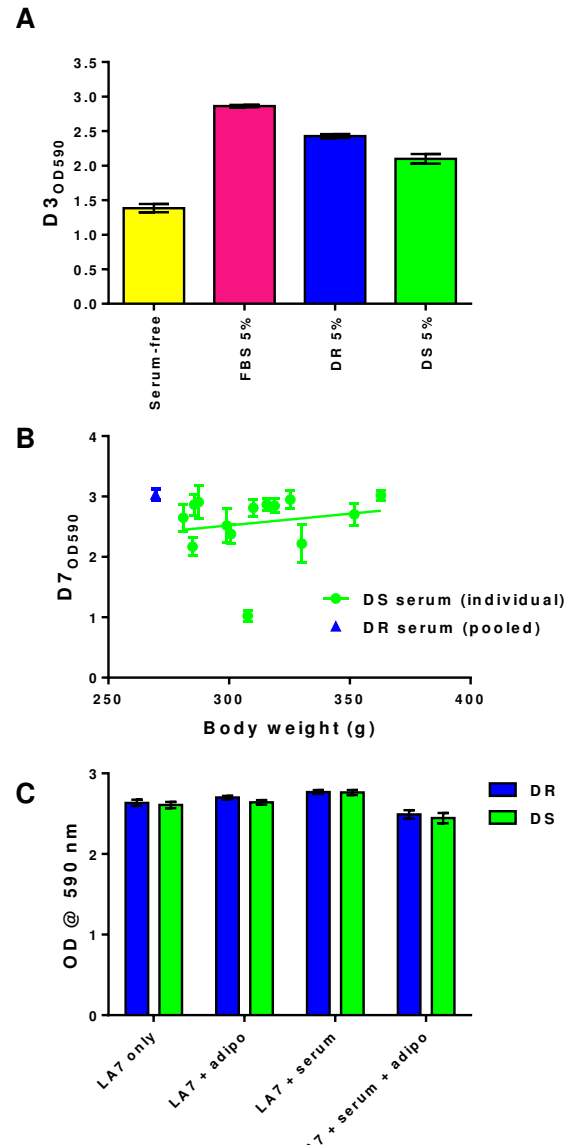 A
3.5
3.0
2.5
2.0
1.5
1.0
0.5
0.0
D3OD590
Serum-free
FBS 5%
DR 5%
DS 5%
B
4
3
2
1
0
D7OD590
DS serum (individual)
DR serum (pooled)
250
300
350
400
Body weight (g)
C
3
2
1
0
OD @ 590 nm
DR
DS
LA7 only
LA7 + adipo
LA7 + serum
7 + serum + adipo